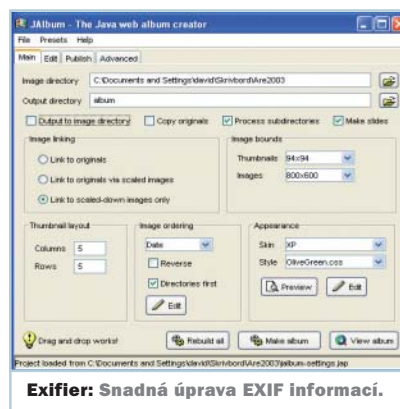 JAlbum - The Java web album creator
File Presets Help
Main Edit Publish Advanced
Image directory C:\Documents and Settings\david\Skrivbord\Are2003
Output directory album
Output to image directory Copy originals Process subdirectories Make slides
Image linking
Link to originals
Link to originals via scaled images
Link to scaled-down images only
Image bounds
Thumbnails 94x94
Images 800x600
Thumbnail layout
Columns 5
Rows 5
Image ordering
Date
Reverse
Directories first
Edit
Appearance
Skin XP
Style OliveGreen.css
Preview Edit
Drag and drop works! Rebuild all Make album View album
Project loaded from C:\Documents and Settings\david\Skrivbord\Are2003\jalbum-settings.jap
Exifier: Snadná úprava EXIF informací.